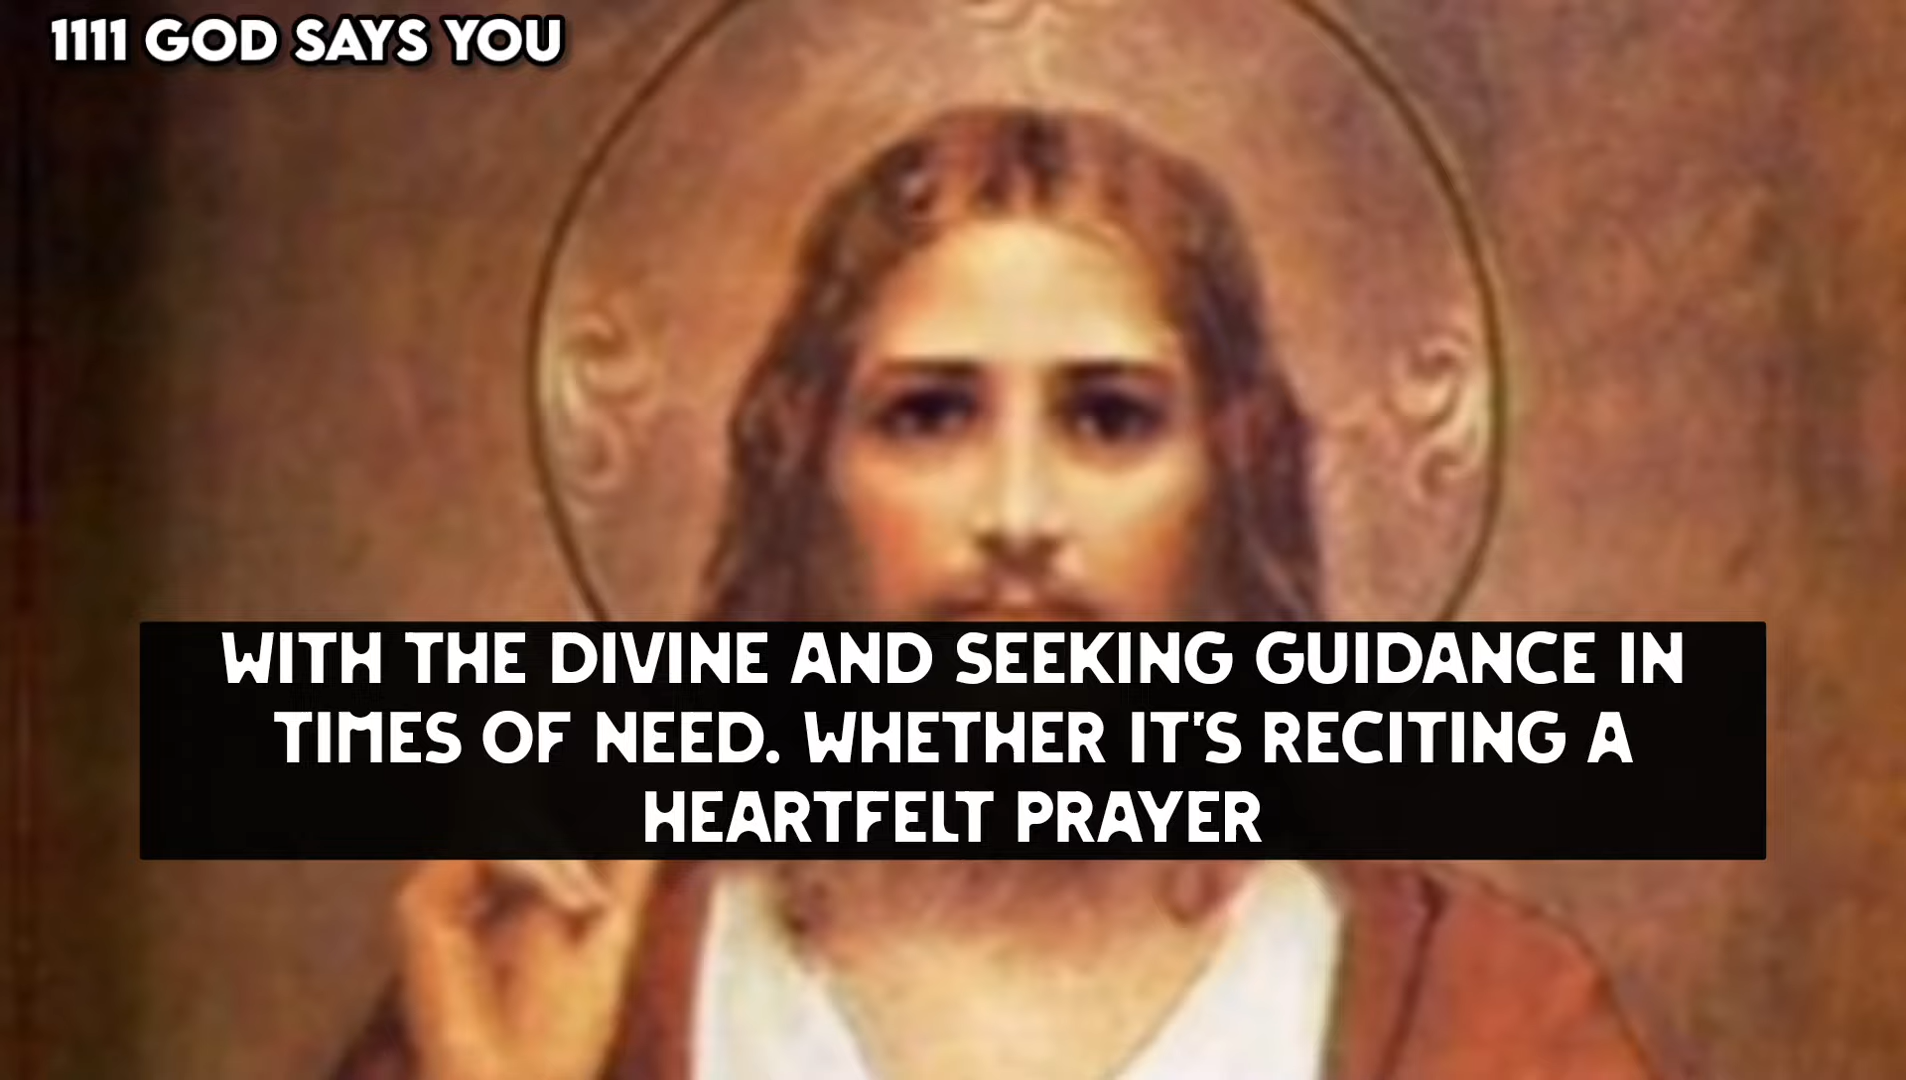 1111 GOD SAYS YOU
WITH THE DIVINE AND SEEKING GUIDANCE IN
TIMES OF NEED. WHETHER IT'S RECITING A
HEARTFELT PRAYER